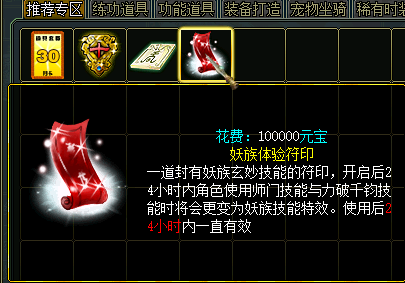 推荐专区 练功道具 功能道具 装备打造 宠物坐骑 稀有时装
30
花费：100000元宝
妖族体验符印
一道封有妖族玄妙技能的符印，开启后2
4小时内角色使用师门技能与力破千钧技
能时将会更变为妖族技能特效。使用后2
4小时内一直有效